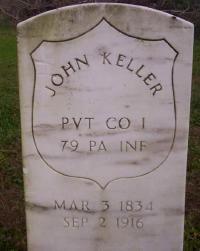 JOHN KELLER
PVT CO I
79 PA INF
MAR 3 1834
SEP 2 1916